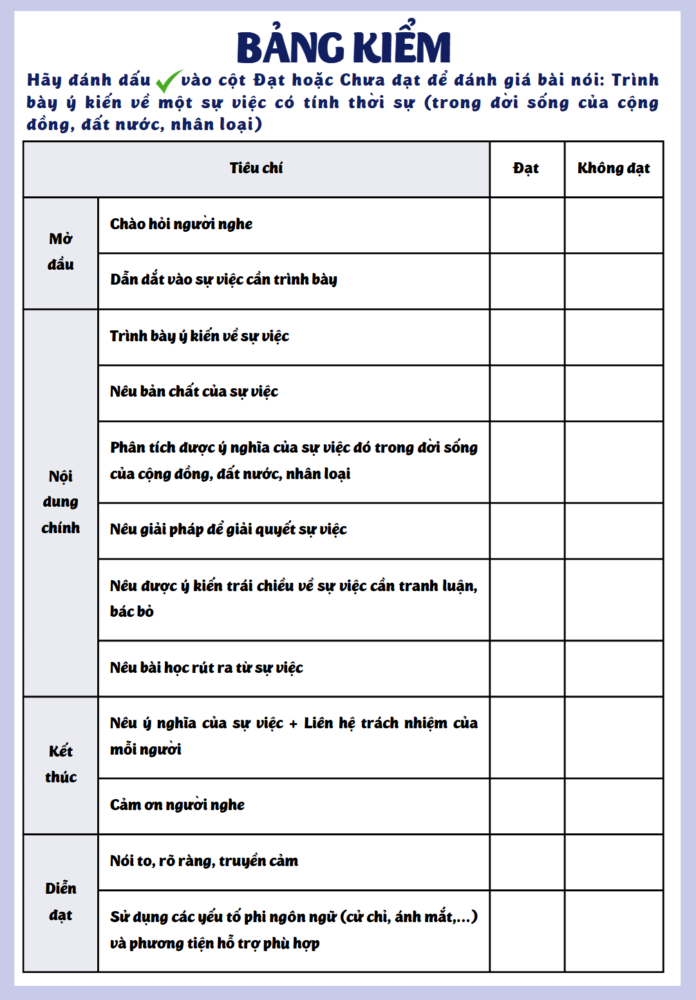 BẢNG KIỂM
Hãy đánh dấu vào cột Đạt hoặc Chưa đạt để đánh giá bài nói: Trình
bày ý kiến về một sự việc có tính thời sự (trong đời sống của cộng
đồng, đất nước, nhân loại)
Tiêu chí
Đạt
Không đạt
Mở
đầu
Chào hỏi người nghe
Dẫn dắt vào sự việc cần trình bày
Nội
dung
chính
Trình bày ý kiến về sự việc
Nêu bản chất của sự việc
Phân tích được ý nghĩa của sự việc đó trong đời sống
của cộng đồng, đất nước, nhân loại
Nêu giải pháp để giải quyết sự việc
Nêu được ý kiến trái chiều về sự việc cần tranh luận,
bác bỏ
Nêu bài học rút ra từ sự việc
Kết
thúc
Nêu ý nghĩa của sự việc + Liên hệ trách nhiệm của
mỗi người
Cảm ơn người nghe
Diễn
đạt
Nói to, rõ ràng, truyền cảm
Sử dụng các yếu tố phi ngôn ngữ (cử chỉ, ánh mắt,...)
và phương tiện hỗ trợ phù hợp